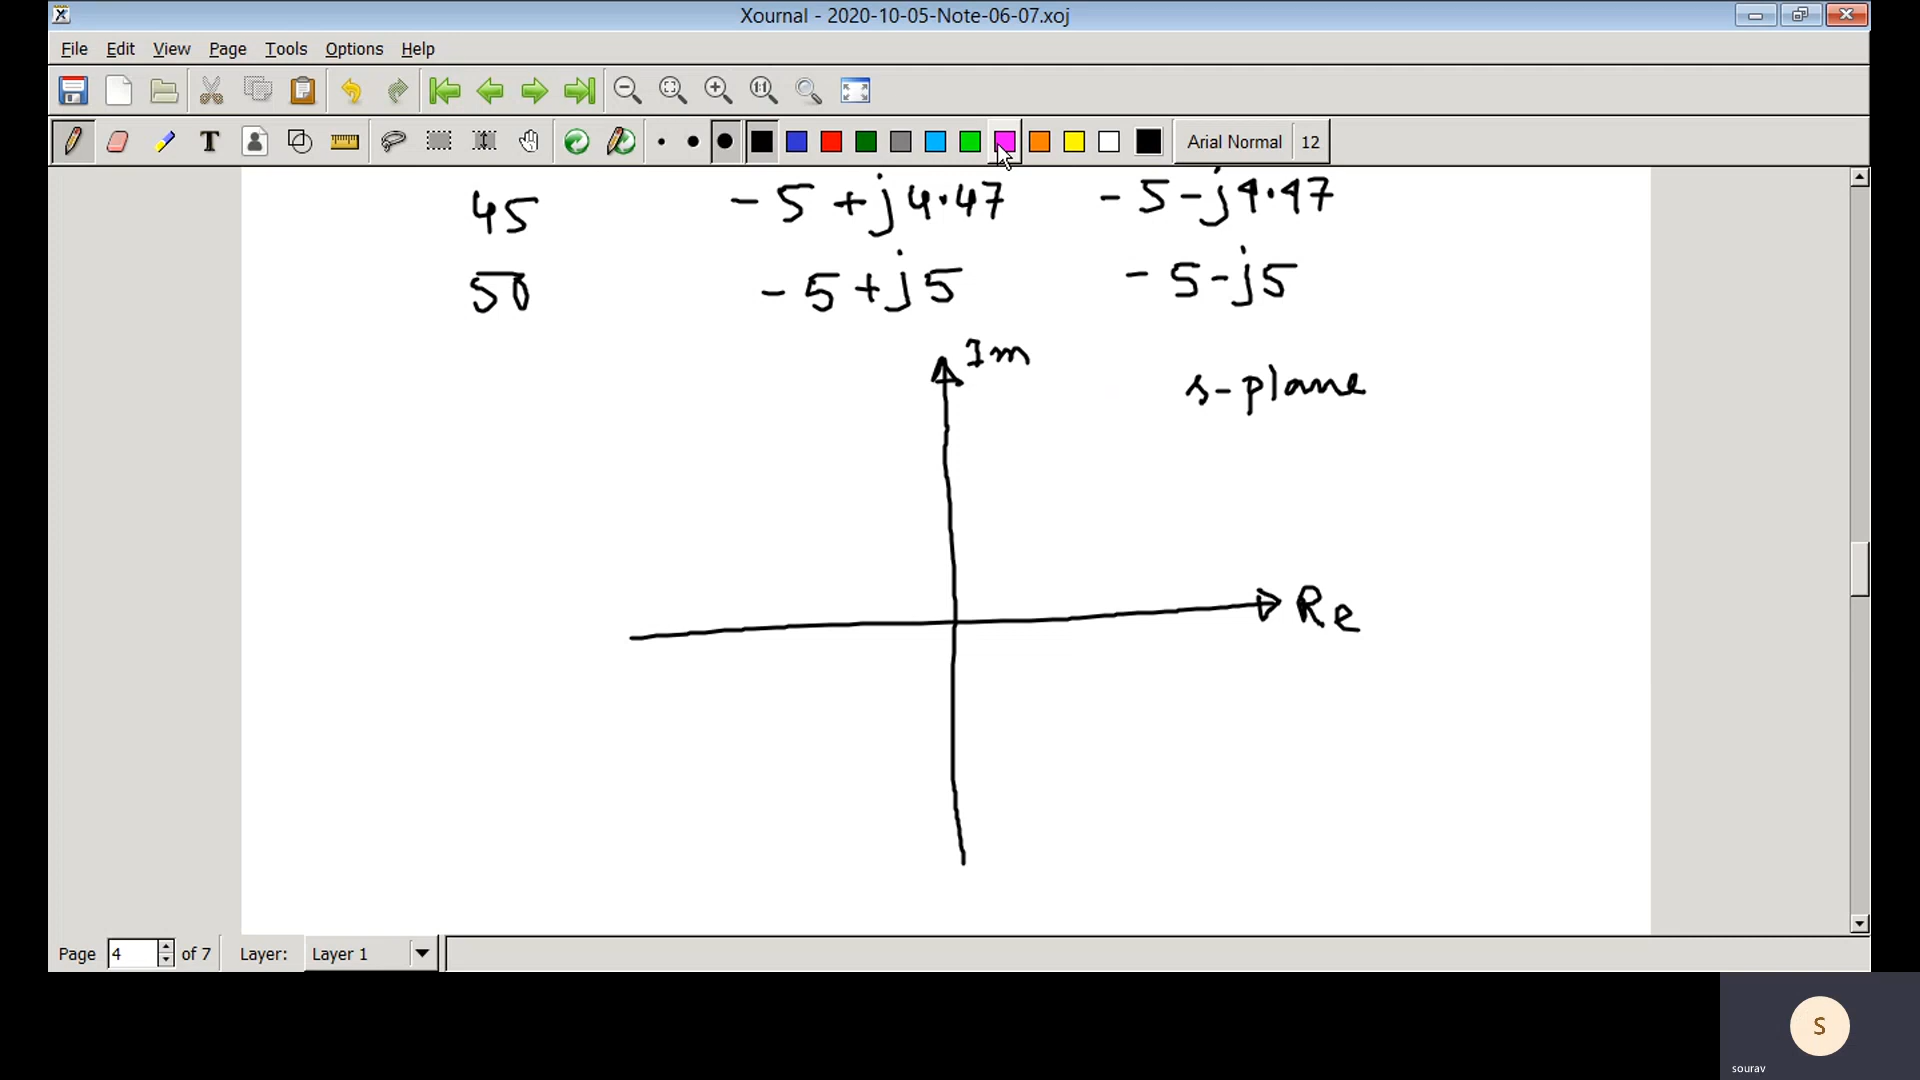 Xournal - 2020-10-05-Note-06-07.xoj
File Edit View Page Tools Options Help
Arial Normal 12
45 -5+j4.47 -5-j4.47
50 -5+j5 -5-j5
Im
s-plane
Re
Page 4 of 7 Layer: Layer 1
S
sourav